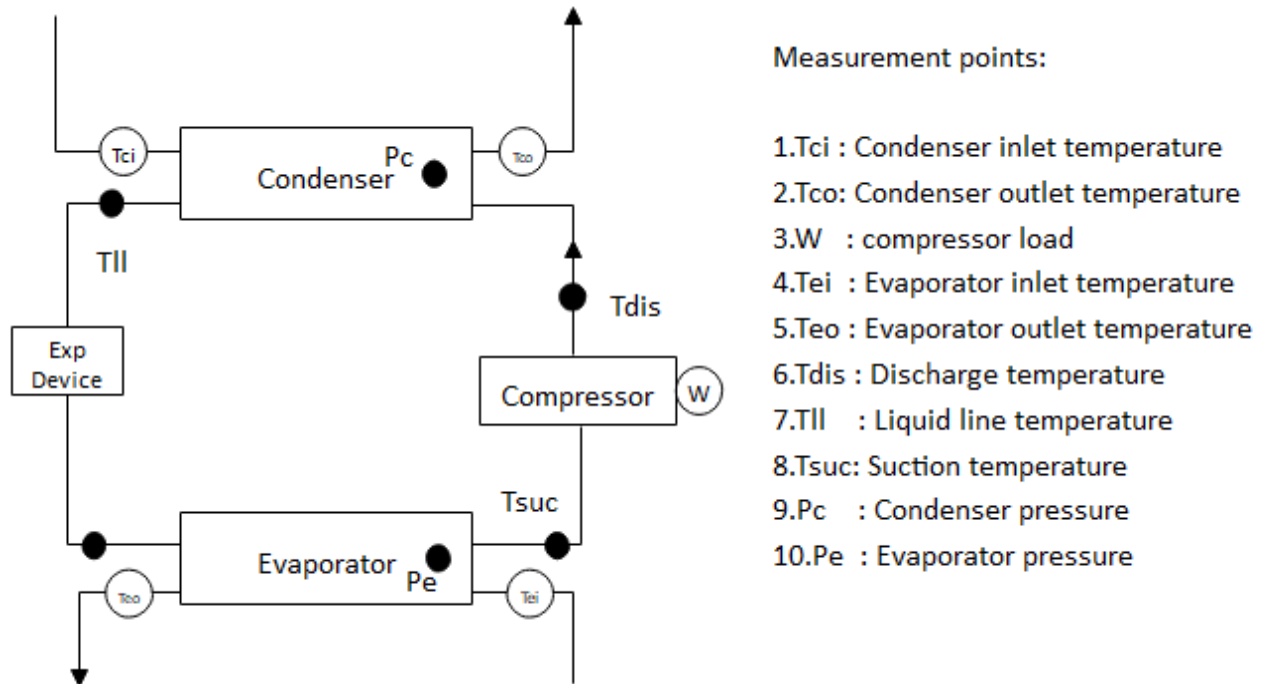 Measurement points:
Tci
Condenser
Pc
Tco
1.Tci : Condenser inlet temperature
2.Tco: Condenser outlet temperature
3.W : compressor load
4.Tei : Evaporator inlet temperature
5.Teo : Evaporator outlet temperature
6.Tdis : Discharge temperature
7.Tll : Liquid line temperature
8.Tsuc: Suction temperature
9.Pc : Condenser pressure
10.Pe : Evaporator pressure
Tll
Tdis
Exp
Device
Compressor
W
Tsuc
Evaporator
Pe
Teo
Tei